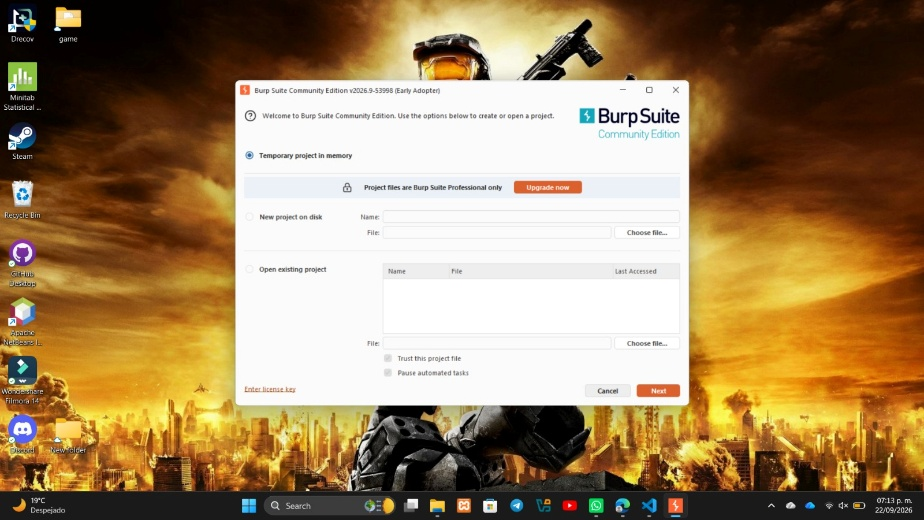 Drecov
game
Minitab
Statistical ...
Steam
Recycle Bin
GitHub
Desktop
Apache
NetBeans I...
Wondershare
Filmora 14
Discord
New folder
Burp Suite Community Edition v2026.9-53998 (Early Adopter)
Welcome to Burp Suite Community Edition. Use the options below to create or open a project.
Burp Suite
Community Edition
Temporary project in memory
Project files are Burp Suite Professional only
Upgrade now
New project on disk
Name:
File:
Choose file...
Open existing project
Name File Last Accessed
File:
Choose file...
Trust this project file
Pause automated tasks
Enter license key
Cancel
Next
19°C
Despejado
Search
07:13 p. m.
22/09/2026